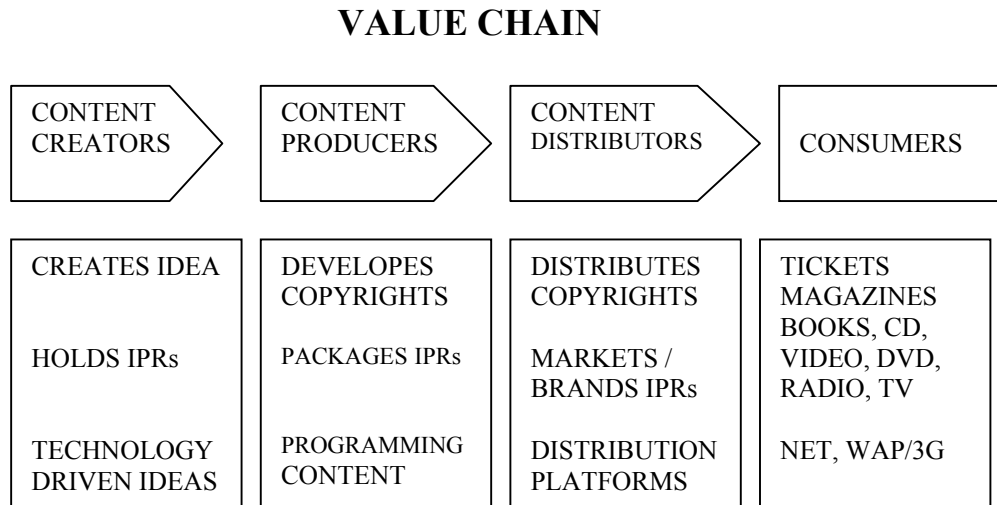 VALUE CHAIN
CONTENT
CREATORS
CONTENT
PRODUCERS
CONTENT
DISTRIBUTORS
CONSUMERS
CREATES IDEA
HOLDS IPRs
TECHNOLOGY
DRIVEN IDEAS
DEVELOPES
COPYRIGHTS
PACKAGES IPRs
PROGRAMMING
CONTENT
DISTRIBUTES
COPYRIGHTS
MARKETS /
BRANDS IPRs
DISTRIBUTION
PLATFORMS
TICKETS
MAGAZINES
BOOKS, CD,
VIDEO, DVD,
RADIO, TV
NET, WAP/3G